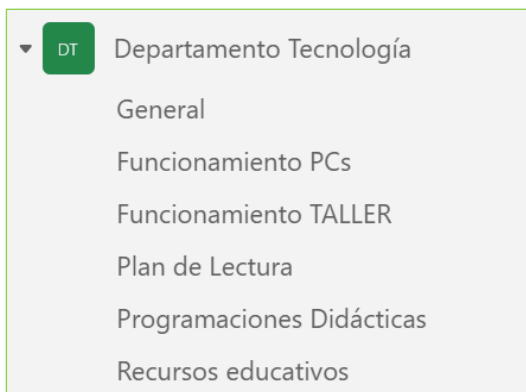 DT Departamento Tecnología
General
Funcionamiento PCs
Funcionamiento TALLER
Plan de Lectura
Programaciones Didácticas
Recursos educativos